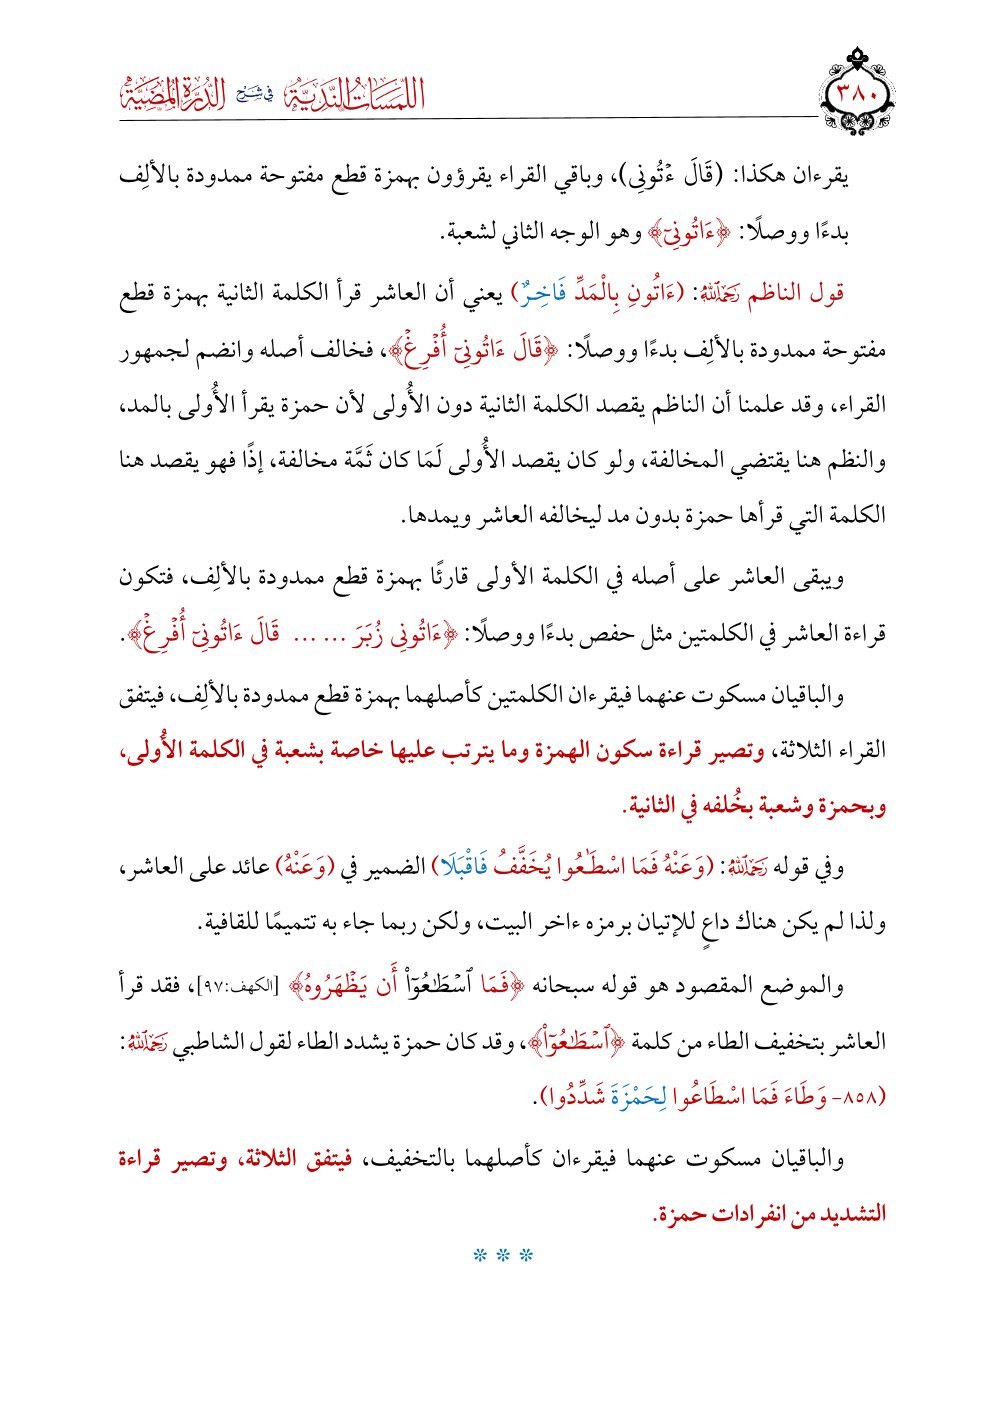 ٣٨٠
اللمسات الندية في شرح الدرة المضية
يقرءان هكذا: (قَالَ ءْتُونِى)، وباقي القراء يقرؤون بهمزة قطع مفتوحة ممدودة بالألِف
بدءًا ووصلًا: ﴿ءَاتُونِىٓ﴾ وهو الوجه الثاني لشعبة.
قول الناظم رحمه الله: (ءَاتُونِ بِالْمَدِّ فَاخِرٌ) يعني أن العاشر قرأ الكلمة الثانية بهمزة قطع
مفتوحة ممدودة بالألِف بدءًا ووصلًا: ﴿قَالَ ءَاتُونِىٓ أُفْرِغْ﴾، فخالف أصله وانضم لجمهور
القراء، وقد علمنا أن الناظم يقصد الكلمة الثانية دون الأُولى لأن حمزة يقرأ الأُولى بالمد،
والنظم هنا يقتضي المخالفة، ولو كان يقصد الأُولى لَمَا كان ثَمَّة مخالفة، إذًا فهو يقصد هنا
الكلمة التي قرأها حمزة بدون مد ليخالفه العاشر ويمدها.
ويبقى العاشر على أصله في الكلمة الأولى قارئًا بهمزة قطع ممدودة بالألِف، فتكون
قراءة العاشر في الكلمتين مثل حفص بدءًا ووصلًا: ﴿ءَاتُونِى زُبَرَ ... ... قَالَ ءَاتُونِىٓ أُفْرِغْ﴾.
والباقيان مسكوت عنهما فيقرءان الكلمتين كأصلهما بهمزة قطع ممدودة بالألِف، فيتفق
القراء الثلاثة، وتصير قراءة سكون الهمزة وما يترتب عليها خاصة بشعبة في الكلمة الأُولى،
وبحمزة وشعبة بخُلفه في الثانية.
وفي قوله رحمه الله: (وَعَنْهُ فَمَا اسْطَٰعُوا يُخَفَّفُ فَاقْبَلَا) الضمير في (وَعَنْهُ) عائد على العاشر،
ولذا لم يكن هناك داعٍ للإتيان برمزه ءاخر البيت، ولكن ربما جاء به تتميمًا للقافية.
والموضع المقصود هو قوله سبحانه ﴿فَمَا ٱسْطَٰعُوٓا۟ أَن يَظْهَرُوهُ﴾ [الكهف:٩٧]، فقد قرأ
العاشر بتخفيف الطاء من كلمة ﴿ٱسْطَٰعُوٓا۟﴾، وقد كان حمزة يشدد الطاء لقول الشاطبي رحمه الله:
(٨٥٨- وَطَاءَ فَمَا اسْطَاعُوا لِحَمْزَةَ شَدِّدُوا).
والباقيان مسكوت عنهما فيقرءان كأصلهما بالتخفيف، فيتفق الثلاثة، وتصير قراءة
التشديد من انفرادات حمزة.
* * *